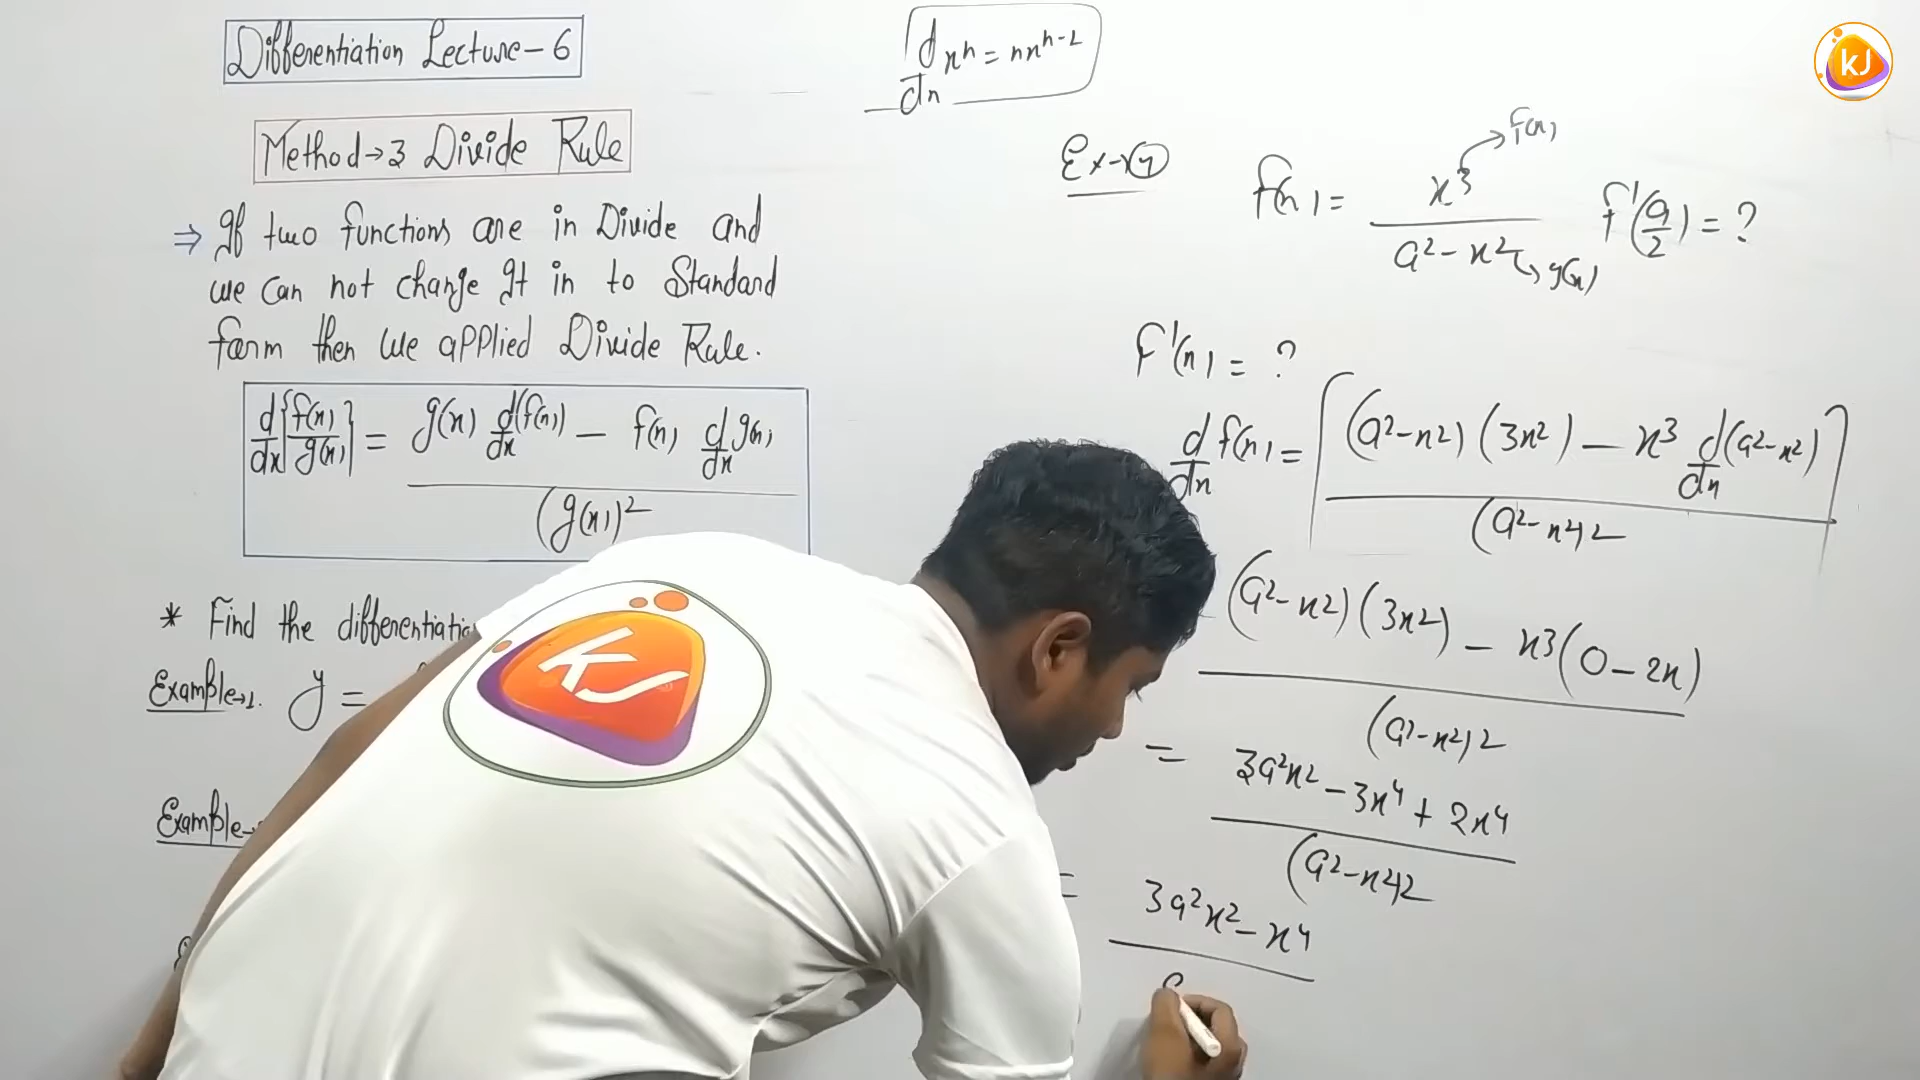 Differentiation Lecture-6
Method→3 Divide Rule
⇒ If two functions are in Divide and
we can not change It in to Standard
farm then We applied Divide Rule.
d/dx {f(x)/g(x)} = (g(x) d/dx (f(x)) - f(x) d/dx g(x)) / (g(x))²
* Find the differentiatio
Example→1. y =
Example→
d/dx xⁿ = nxⁿ⁻¹
Ex→4
f(x) = x³ / (a² - x²) f'(a/2) = ?
f(x)
g(x)
f'(x) = ?
d/dx f(x) = [(a²-x²) (3x²) - x³ d/dx (a²-x²)] / (a²-x²)²
(a²-x²)(3x²) - x³(0-2x) / (a²-x²)²
= 3a²x² - 3x⁴ + 2x⁴ / (a²-x²)²
= 3a²x² - x⁴
KJ
KJ